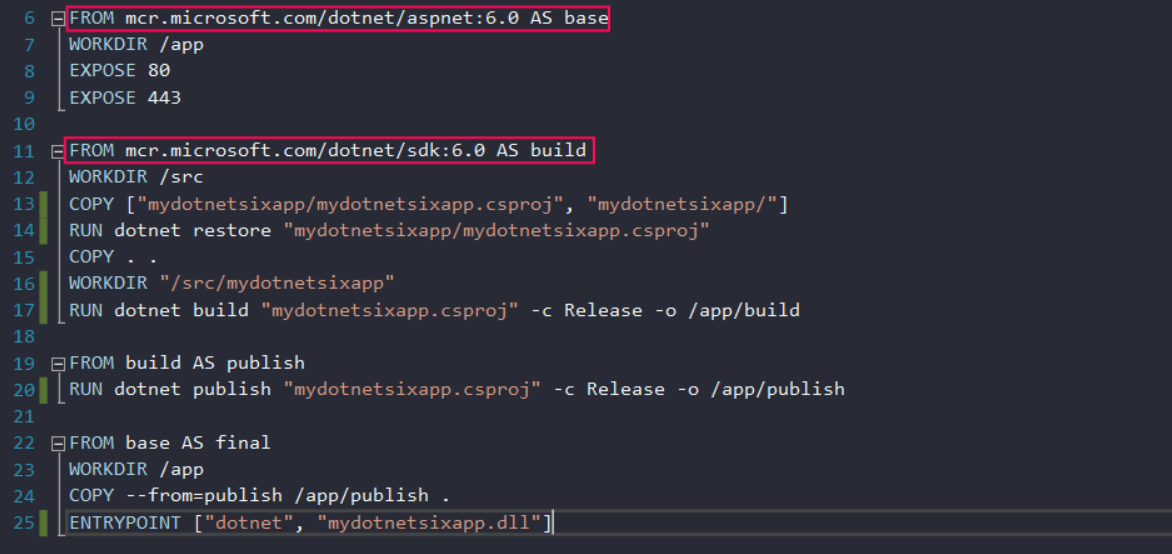 6 FROM mcr.microsoft.com/dotnet/aspnet:6.0 AS base
7 WORKDIR /app
8 EXPOSE 80
9 EXPOSE 443
10
11 FROM mcr.microsoft.com/dotnet/sdk:6.0 AS build
12 WORKDIR /src
13 COPY ["mydotnetsixapp/mydotnetsixapp.csproj", "mydotnetsixapp/"]
14 RUN dotnet restore "mydotnetsixapp/mydotnetsixapp.csproj"
15 COPY . .
16 WORKDIR "/src/mydotnetsixapp"
17 RUN dotnet build "mydotnetsixapp.csproj" -c Release -o /app/build
18
19 FROM build AS publish
20 RUN dotnet publish "mydotnetsixapp.csproj" -c Release -o /app/publish
21
22 FROM base AS final
23 WORKDIR /app
24 COPY --from=publish /app/publish .
25 ENTRYPOINT ["dotnet", "mydotnetsixapp.dll"]